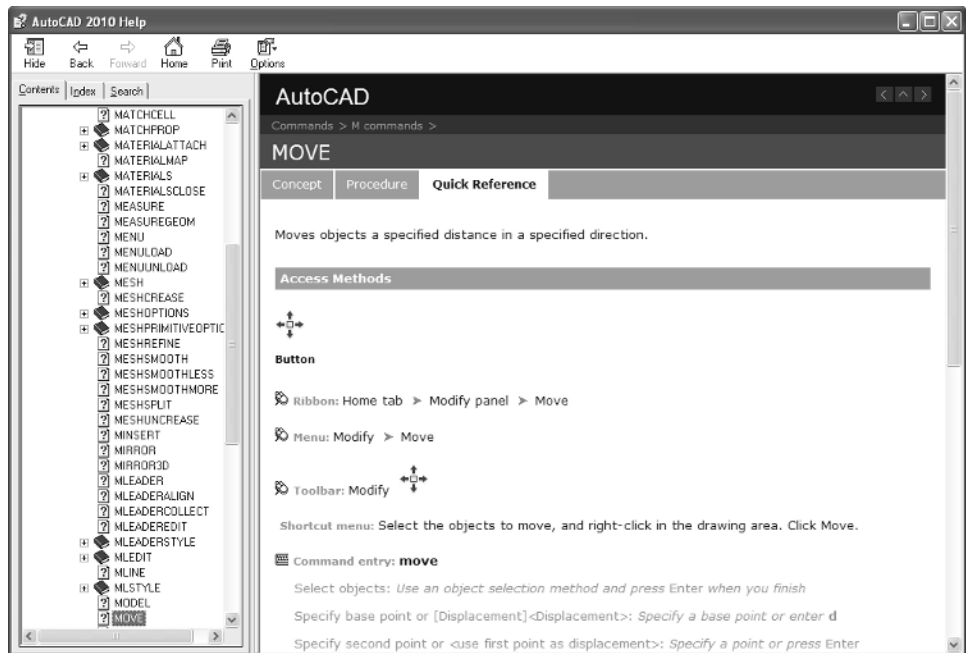 AutoCAD 2010 Help
Hide Back Forward Home Print Options
Contents Index Search
MATCHCELL
MATCHPROP
MATERIALATTACH
MATERIALMAP
MATERIALS
MATERIALSCLOSE
MEASURE
MEASUREGEOM
MENU
MENULOAD
MENUUNLOAD
MESH
MESHCREASE
MESHOPTIONS
MESHPRIMITIVEOPTIC
MESHREFINE
MESHSMOOTH
MESHSMOOTHLESS
MESHSMOOTHMORE
MESHSPLIT
MESHUNCREASE
MINSERT
MIRROR
MIRROR3D
MLEADER
MLEADERALIGN
MLEADERCOLLECT
MLEADEREDIT
MLEADERSTYLE
MLEDIT
MLINE
MLSTYLE
MODEL
MOVE
AutoCAD
Commands > M commands >
MOVE
Concept Procedure Quick Reference
Moves objects a specified distance in a specified direction.
Access Methods
Button
Ribbon: Home tab ➤ Modify panel ➤ Move
Menu: Modify ➤ Move
Toolbar: Modify
Shortcut menu: Select the objects to move, and right-click in the drawing area. Click Move.
Command entry: move
Select objects: Use an object selection method and press Enter when you finish
Specify base point or [Displacement]<Displacement>: Specify a base point or enter d
Specify second point or <use first point as displacement>: Specify a point or press Enter